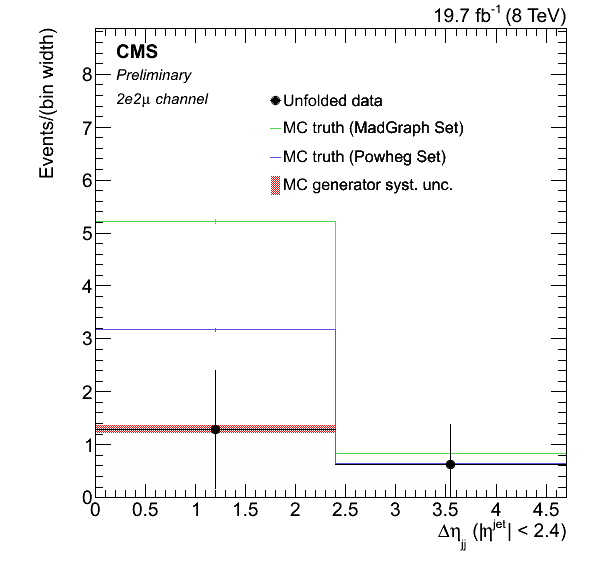 19.7 fb⁻¹ (8 TeV)
Events/(bin width)
CMS
Preliminary
2e2μ channel
Unfolded data
MC truth (MadGraph Set)
MC truth (Powheg Set)
MC generator syst. unc.
8
7
6
5
4
3
2
1
0
0 0.5 1 1.5 2 2.5 3 3.5 4 4.5
Δη_jj (|η^jet| < 2.4)